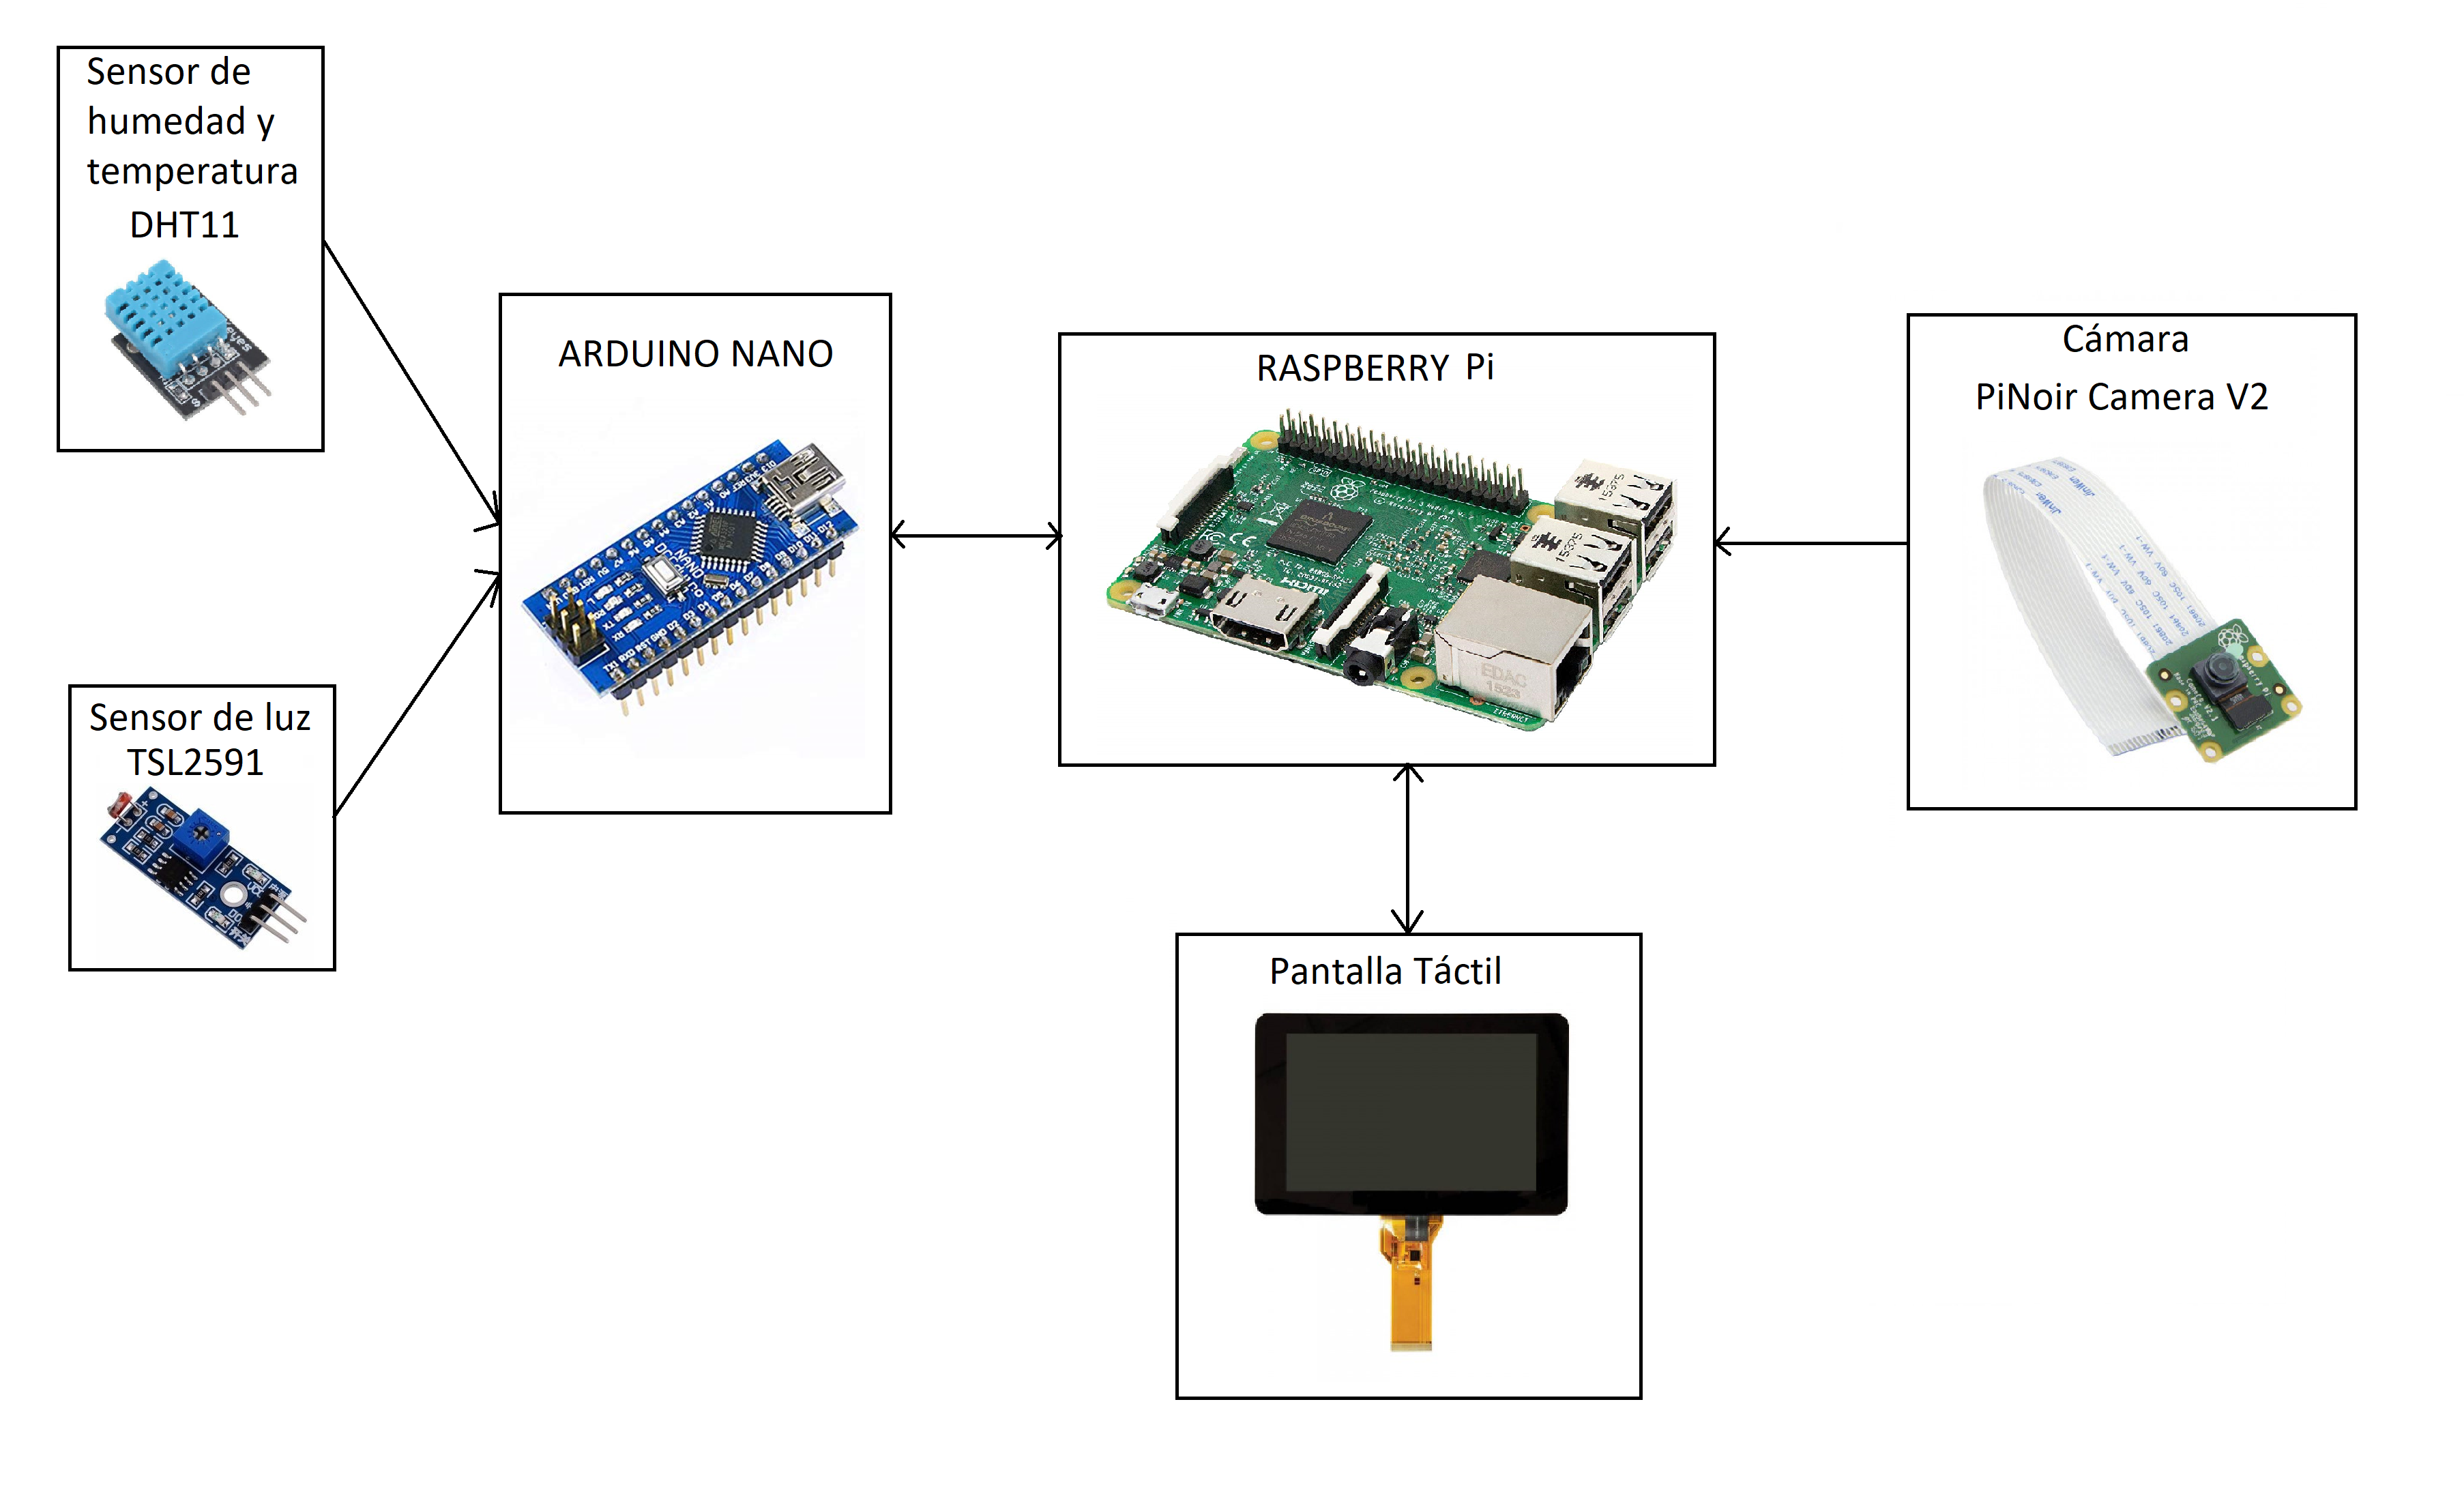 Sensor de
humedad y
temperatura
DHT11
ARDUINO NANO
RASPBERRY Pi
Cámara
PiNoir Camera V2
Sensor de luz
TSL2591
Pantalla Táctil
EDAC